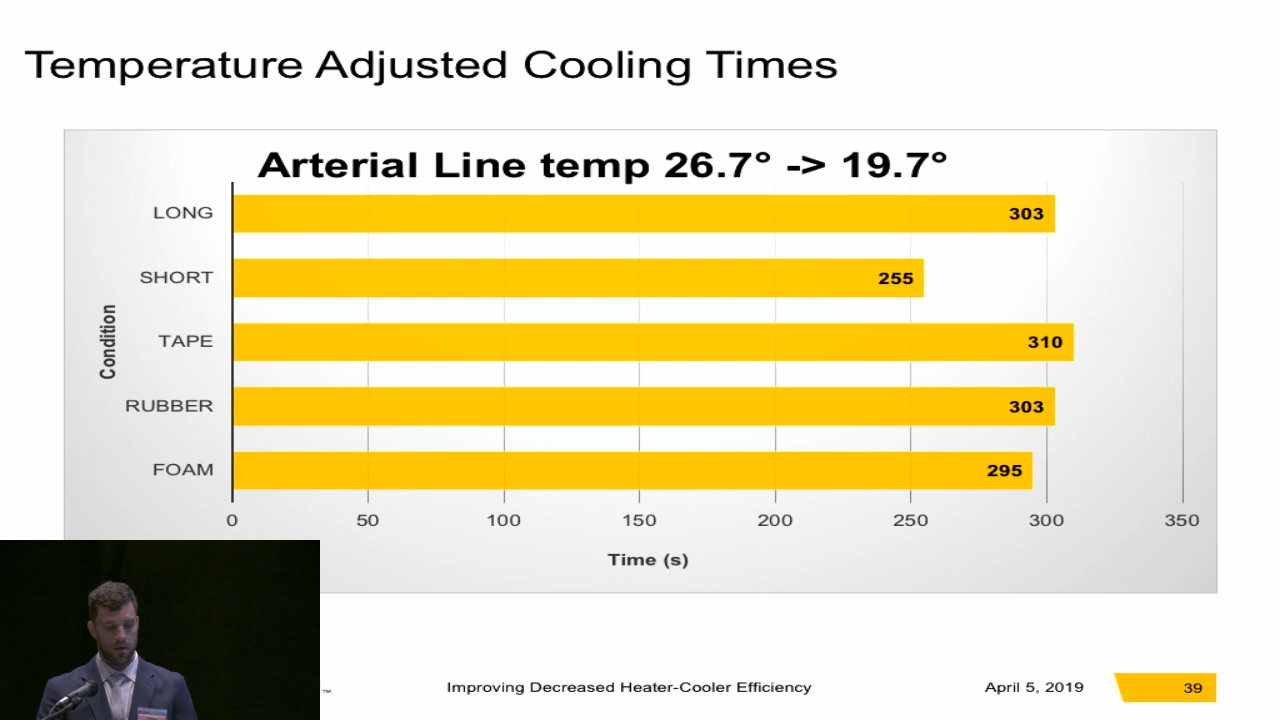 Temperature Adjusted Cooling Times
Arterial Line temp 26.7° -> 19.7°
Condition
LONG 303
SHORT 255
TAPE 310
RUBBER 303
FOAM 295
0 50 100 150 200 250 300 350
Time (s)
™ Improving Decreased Heater-Cooler Efficiency April 5, 2019 39